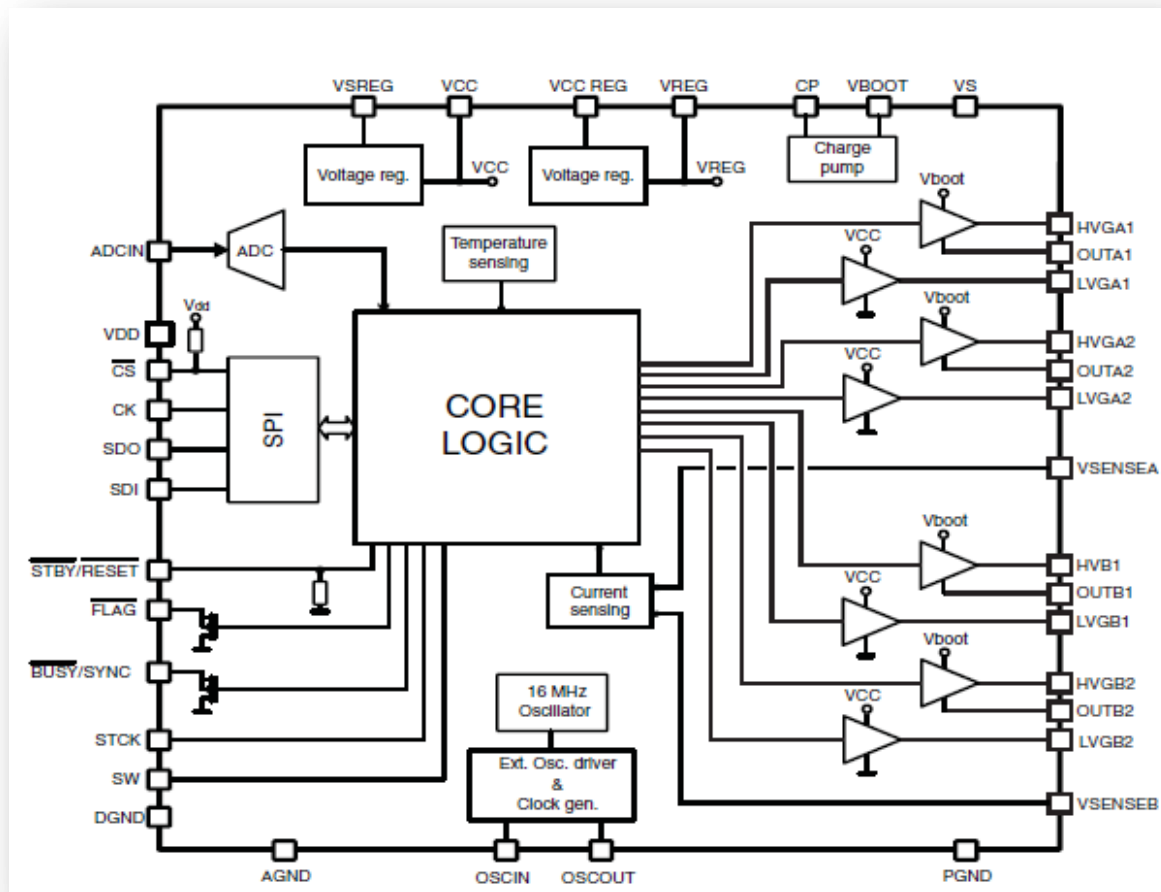 VSREG VCC VCC REG VREG CP VBOOT VS
Voltage reg.
VCC
Voltage reg.
VREG
Charge
pump
ADCIN
ADC
Temperature
sensing
Vdd
VDD
CS
CK
SDO
SDI
SPI
CORE
LOGIC
STBY/RESET
FLAG
BUSY/SYNC
STCK
SW
DGND
Current
sensing
16 MHz
Oscillator
Ext. Osc. driver
&
Clock gen.
Vboot
HVGA1
OUTA1
VCC
LVGA1
Vboot
HVGA2
OUTA2
VCC
LVGA2
VSENSEA
Vboot
HVB1
OUTB1
VCC
LVGB1
Vboot
HVGB2
OUTB2
VCC
LVGB2
VSENSEB
AGND OSCIN OSCOUT PGND